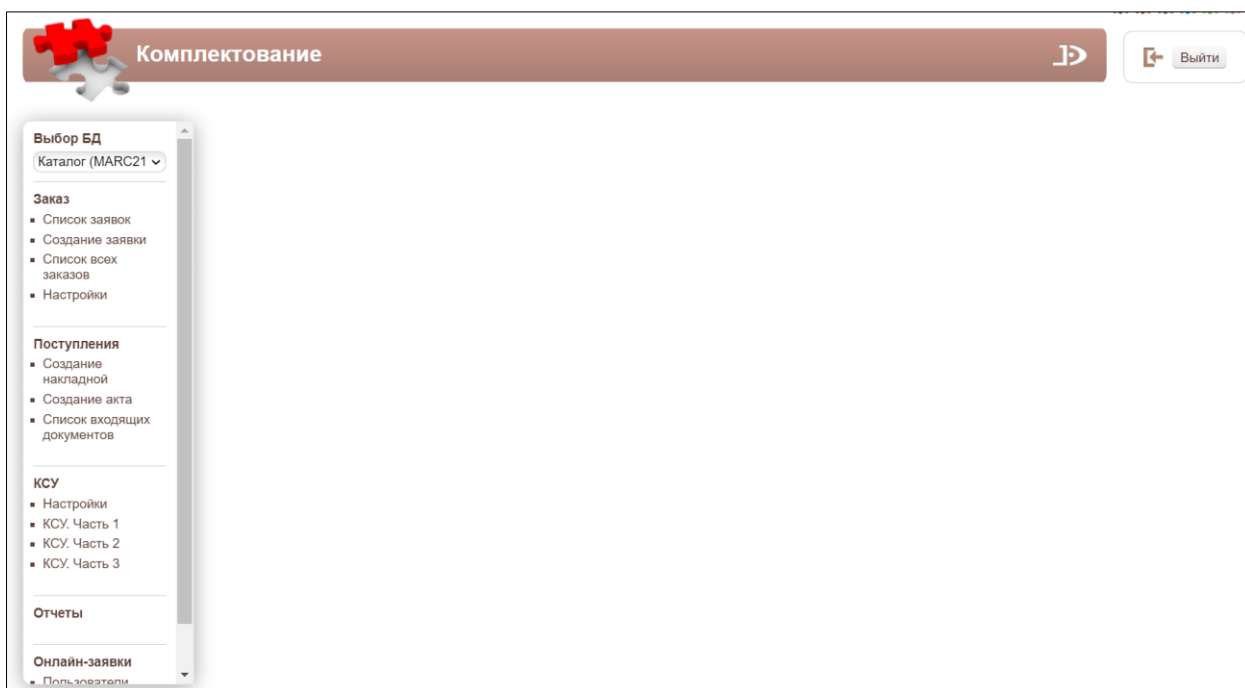 Комплектование
Выйти
Выбор БД
Каталог (MARC21
Заказ
Список заявок
Создание заявки
Список всех
заказов
Настройки
Поступления
Создание
накладной
Создание акта
Список входящих
документов
КСУ
Настройки
КСУ. Часть 1
КСУ. Часть 2
КСУ. Часть 3
Отчеты
Онлайн-заявки
Пользователи